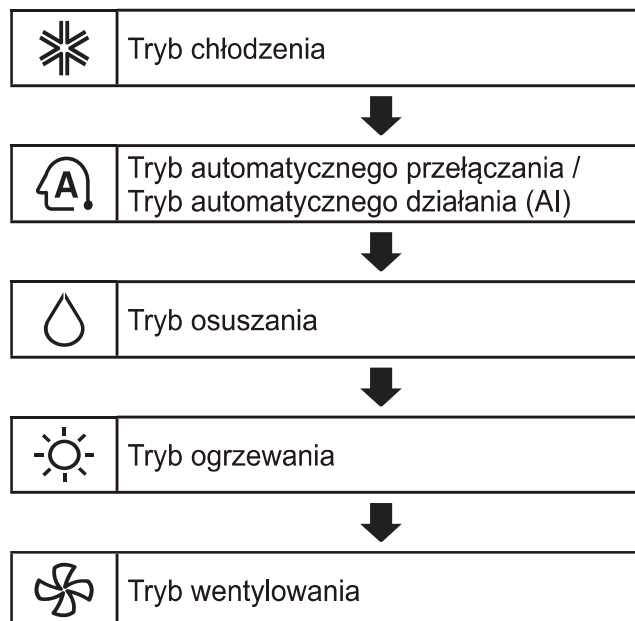 Tryb chłodzenia
A
Tryb automatycznego przełączania /
Tryb automatycznego działania (AI)
Tryb osuszania
Tryb ogrzewania
Tryb wentylowania